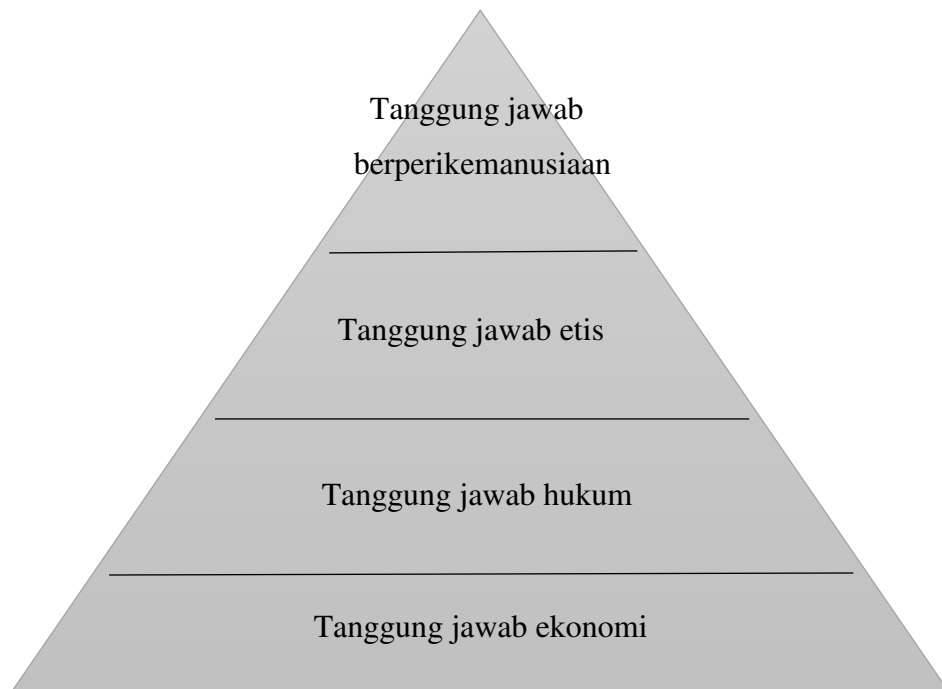 Tanggung jawab
berperikemanusiaan
Tanggung jawab etis
Tanggung jawab hukum
Tanggung jawab ekonomi